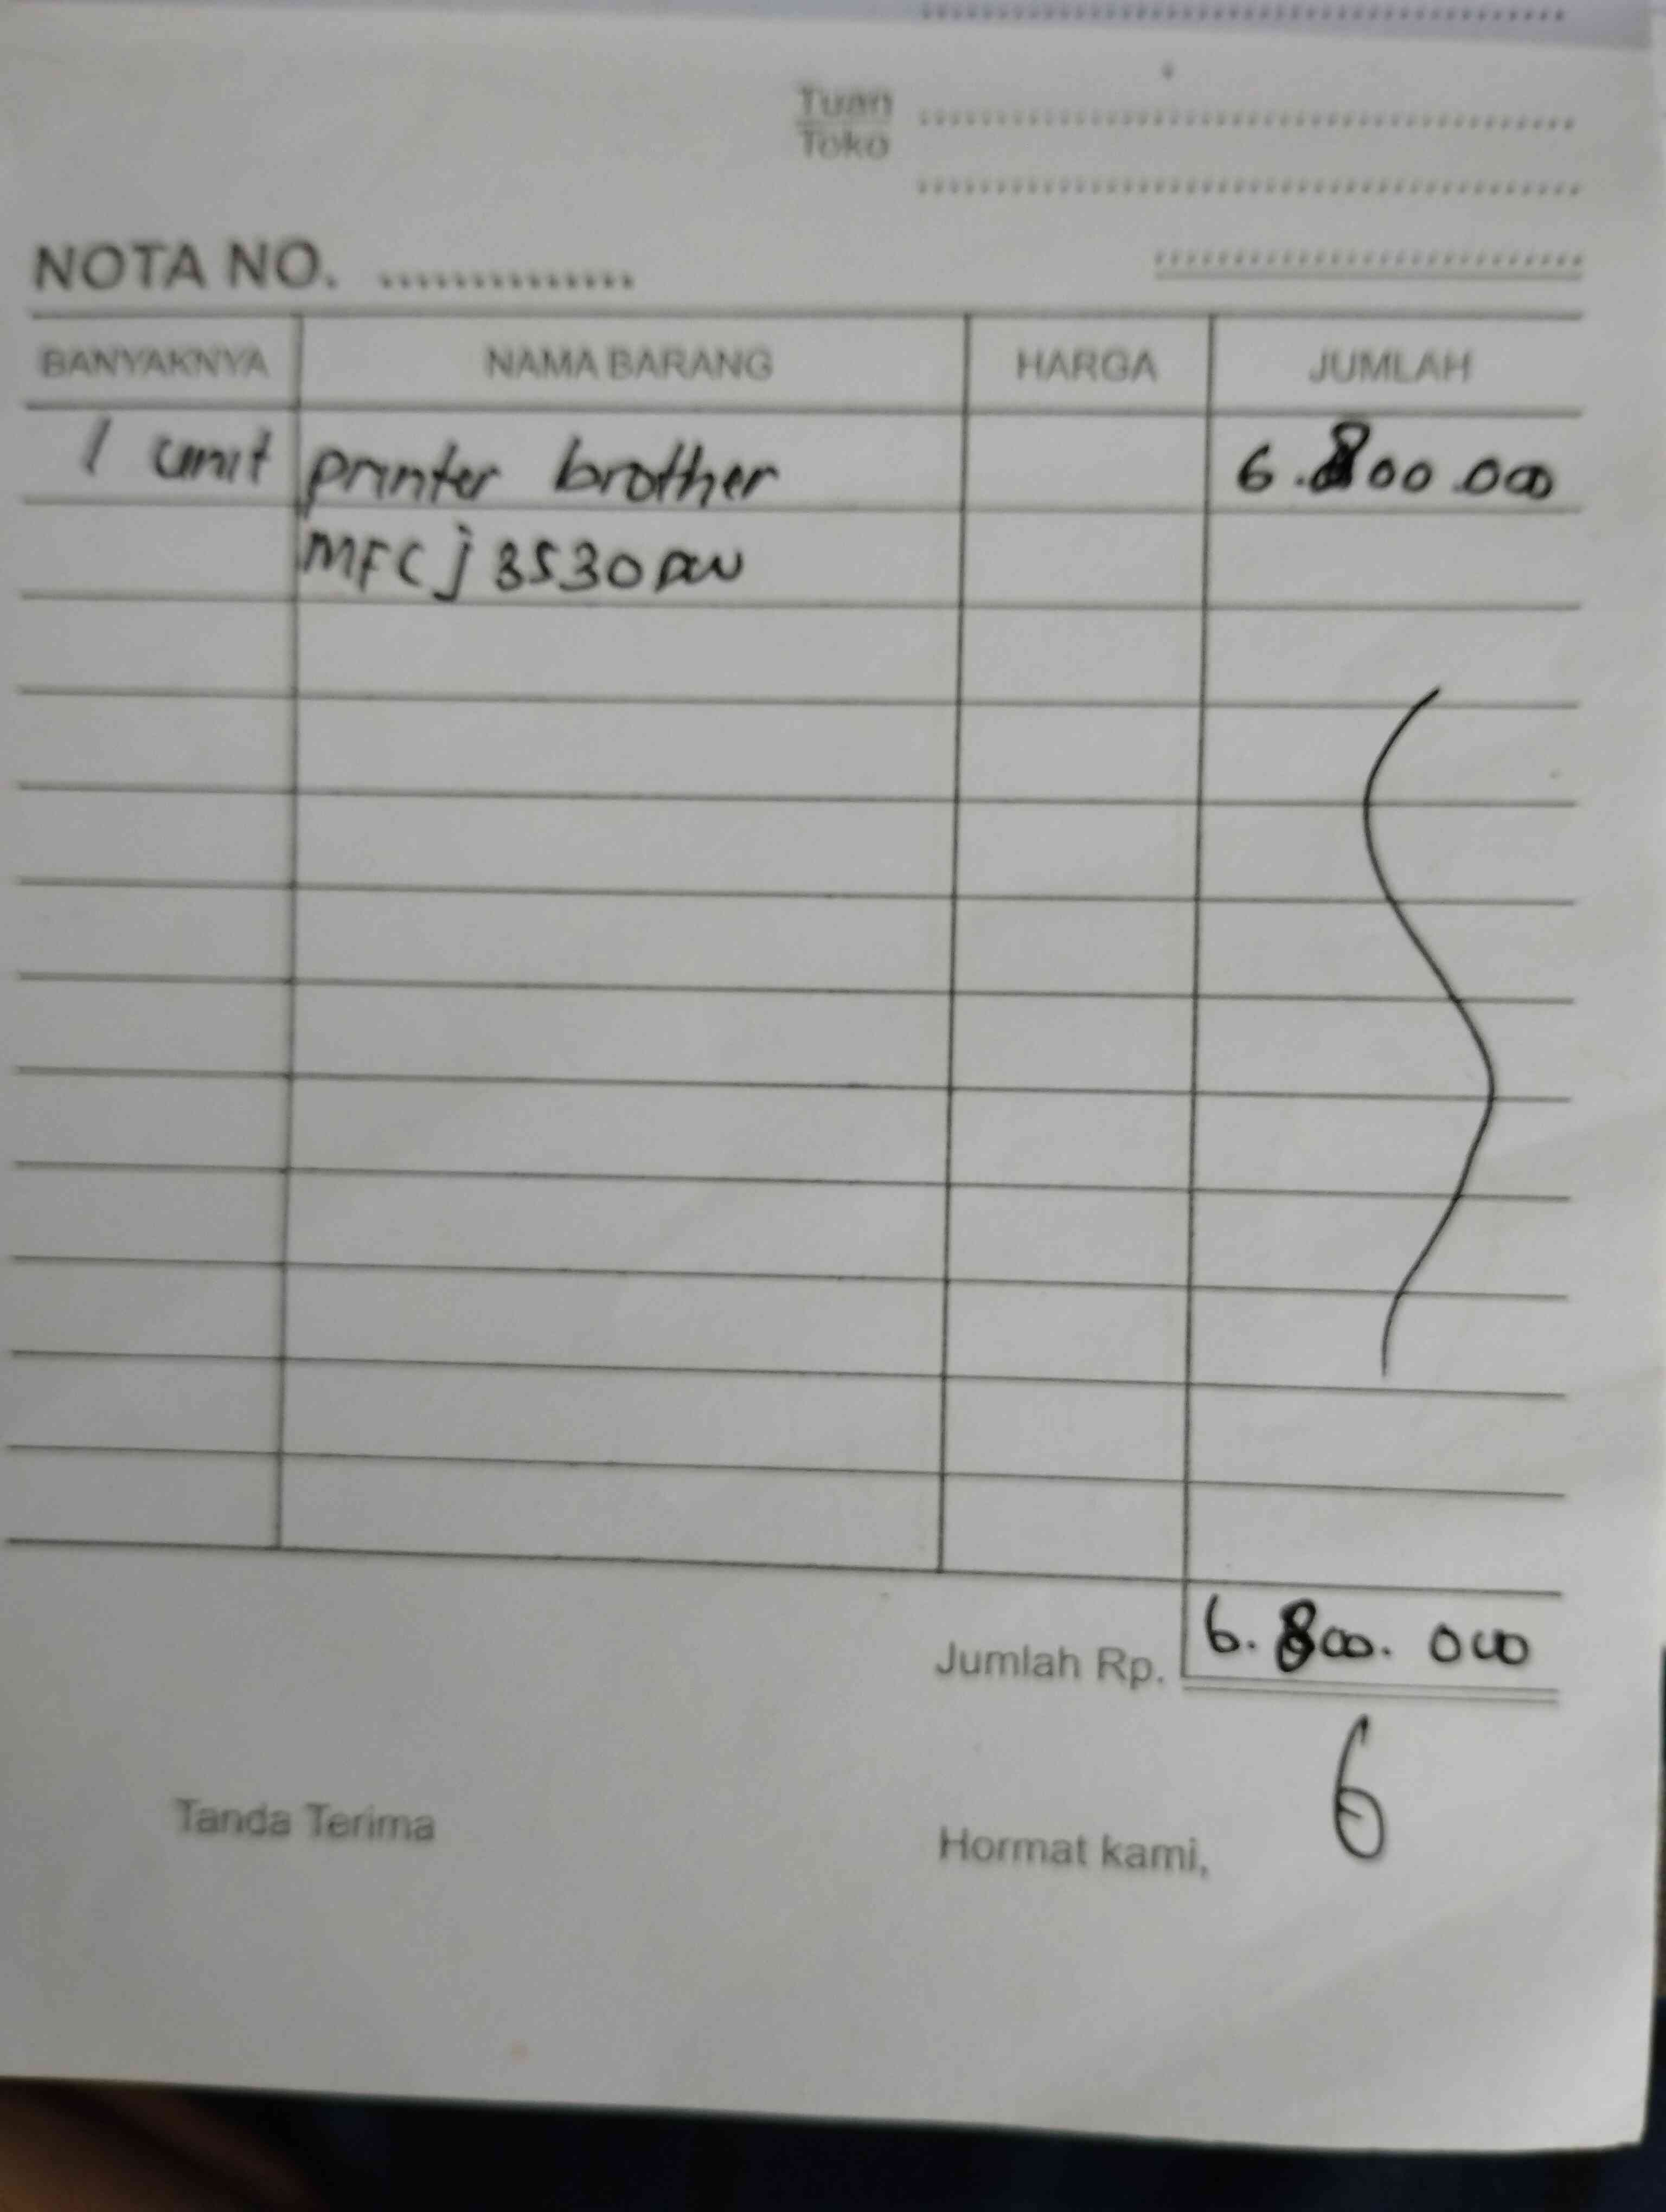 Tuan
Toko
NOTA NO. ..............
BANYAKNYA NAMA BARANG HARGA JUMLAH
1 unit printer brother 6.800.000
MFC j 3530 DW
Jumlah Rp. 6.800.000
Tanda Terima Hormat kami,